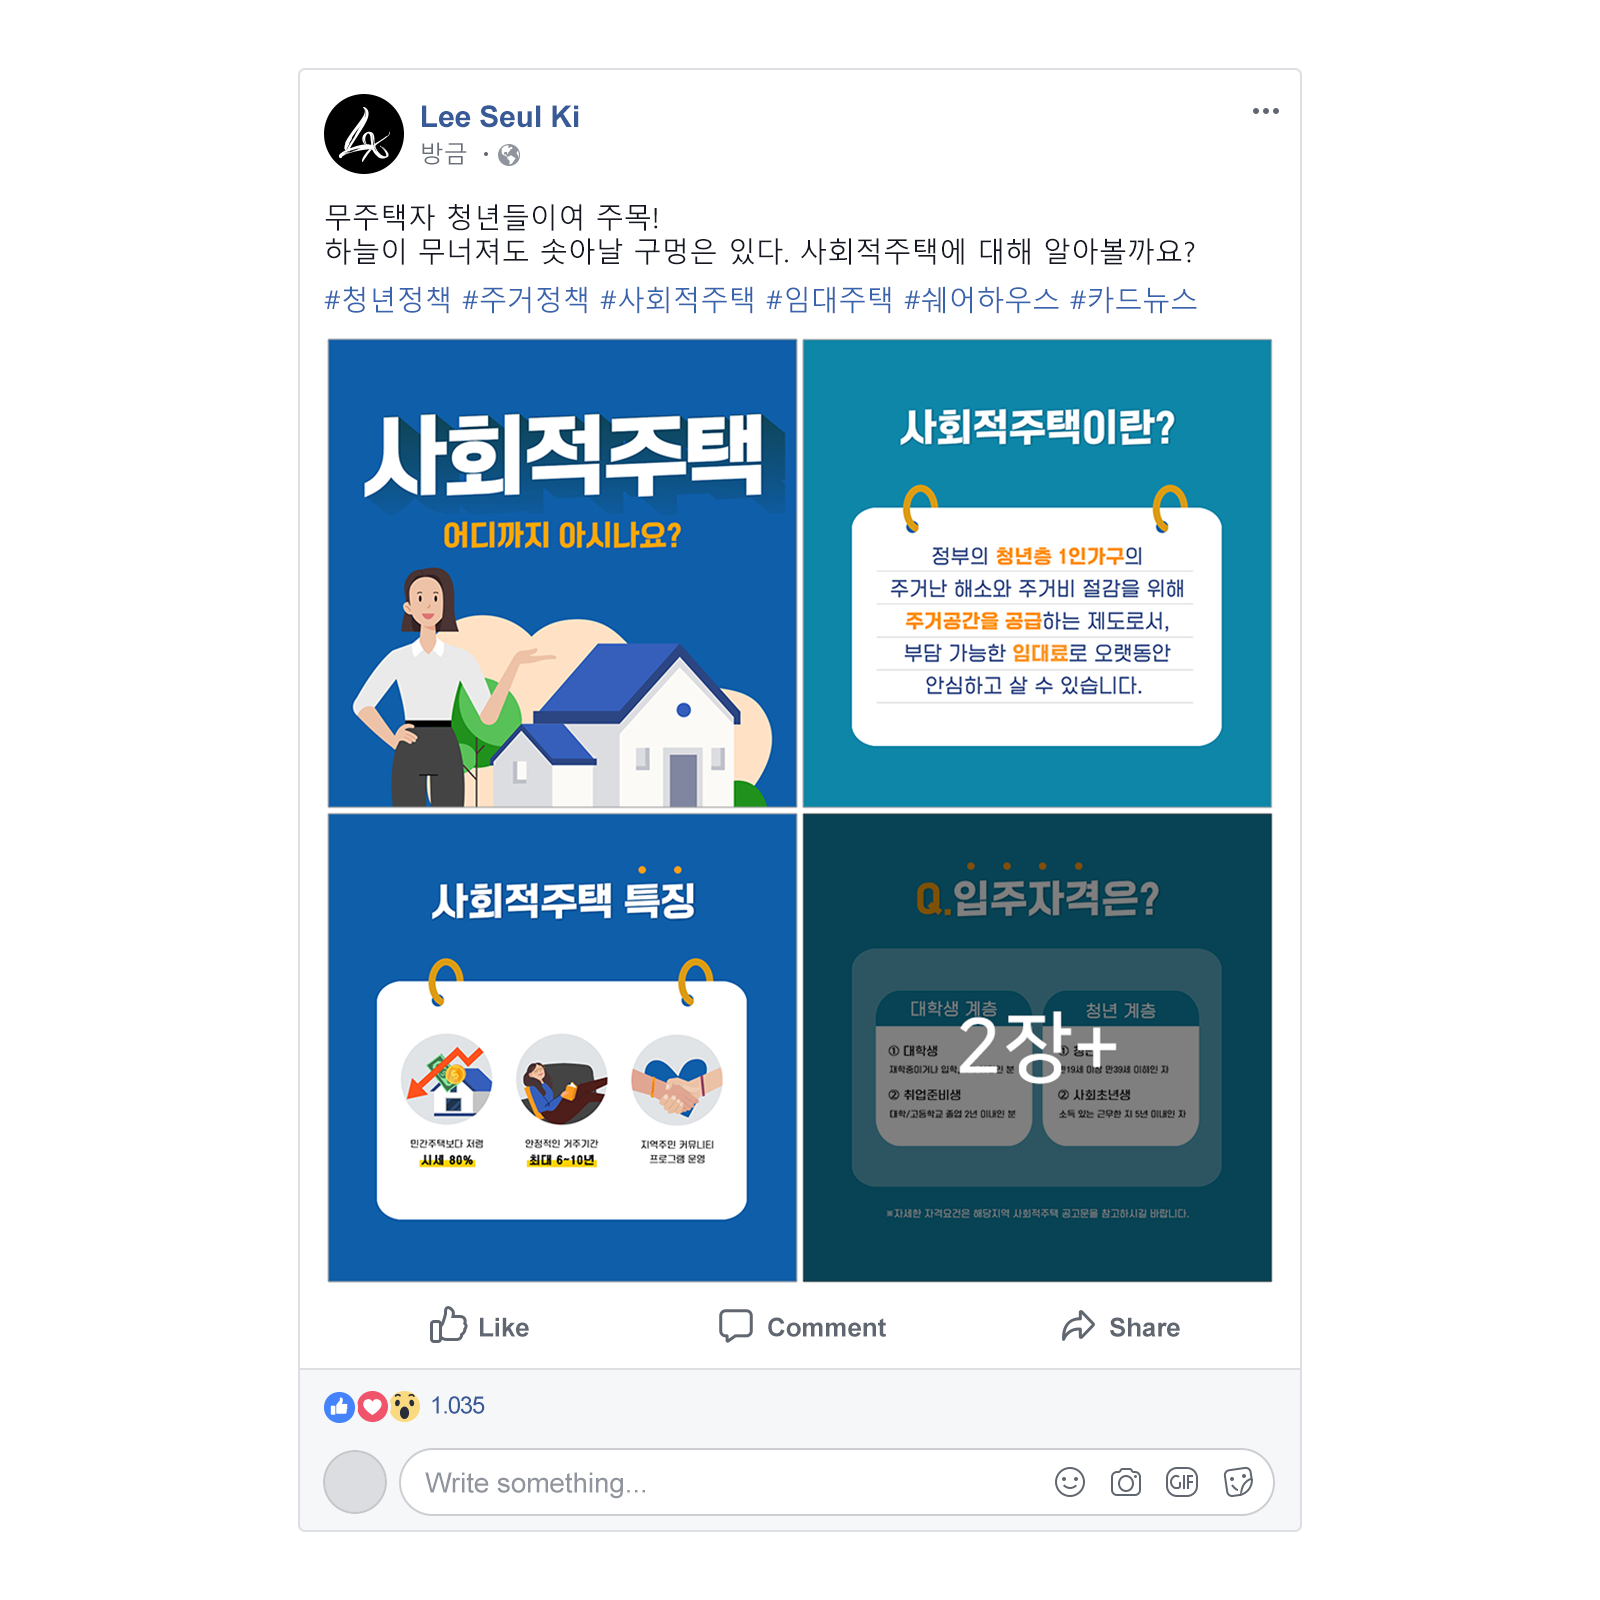 Lee Seul Ki
방금 ·
무주택자 청년들이여 주목!
하늘이 무너져도 솟아날 구멍은 있다. 사회적주택에 대해 알아볼까요?
#청년정책 #주거정책 #사회적주택 #임대주택 #쉐어하우스 #카드뉴스
사회적주택
어디까지 아시나요?
사회적주택이란?
정부의 청년층 1인가구의
주거난 해소와 주거비 절감을 위해
주거공간을 공급하는 제도로서,
부담 가능한 임대료로 오랫동안
안심하고 살 수 있습니다.
사회적주택 특징
민간주택보다 저렴
시세 80%
안정적인 거주기간
최대 6~10년
지역주민 커뮤니티
프로그램 운영
Q.입주자격은?
대학생 계층
① 대학생
재학중이거나 분
② 취업준비생
대학/고등학교 졸업 2년 이내인 분
청년 계층
①
만19세 이상 만39세 이하인 자
② 사회초년생
소득 있는 근무한 지 5년 이내인 자
2장+
※자세한 자격요건은 해당지역 사회적주택 공고문을 참고하시길 바랍니다.
Like
Comment
Share
1.035
Write something...
GIF